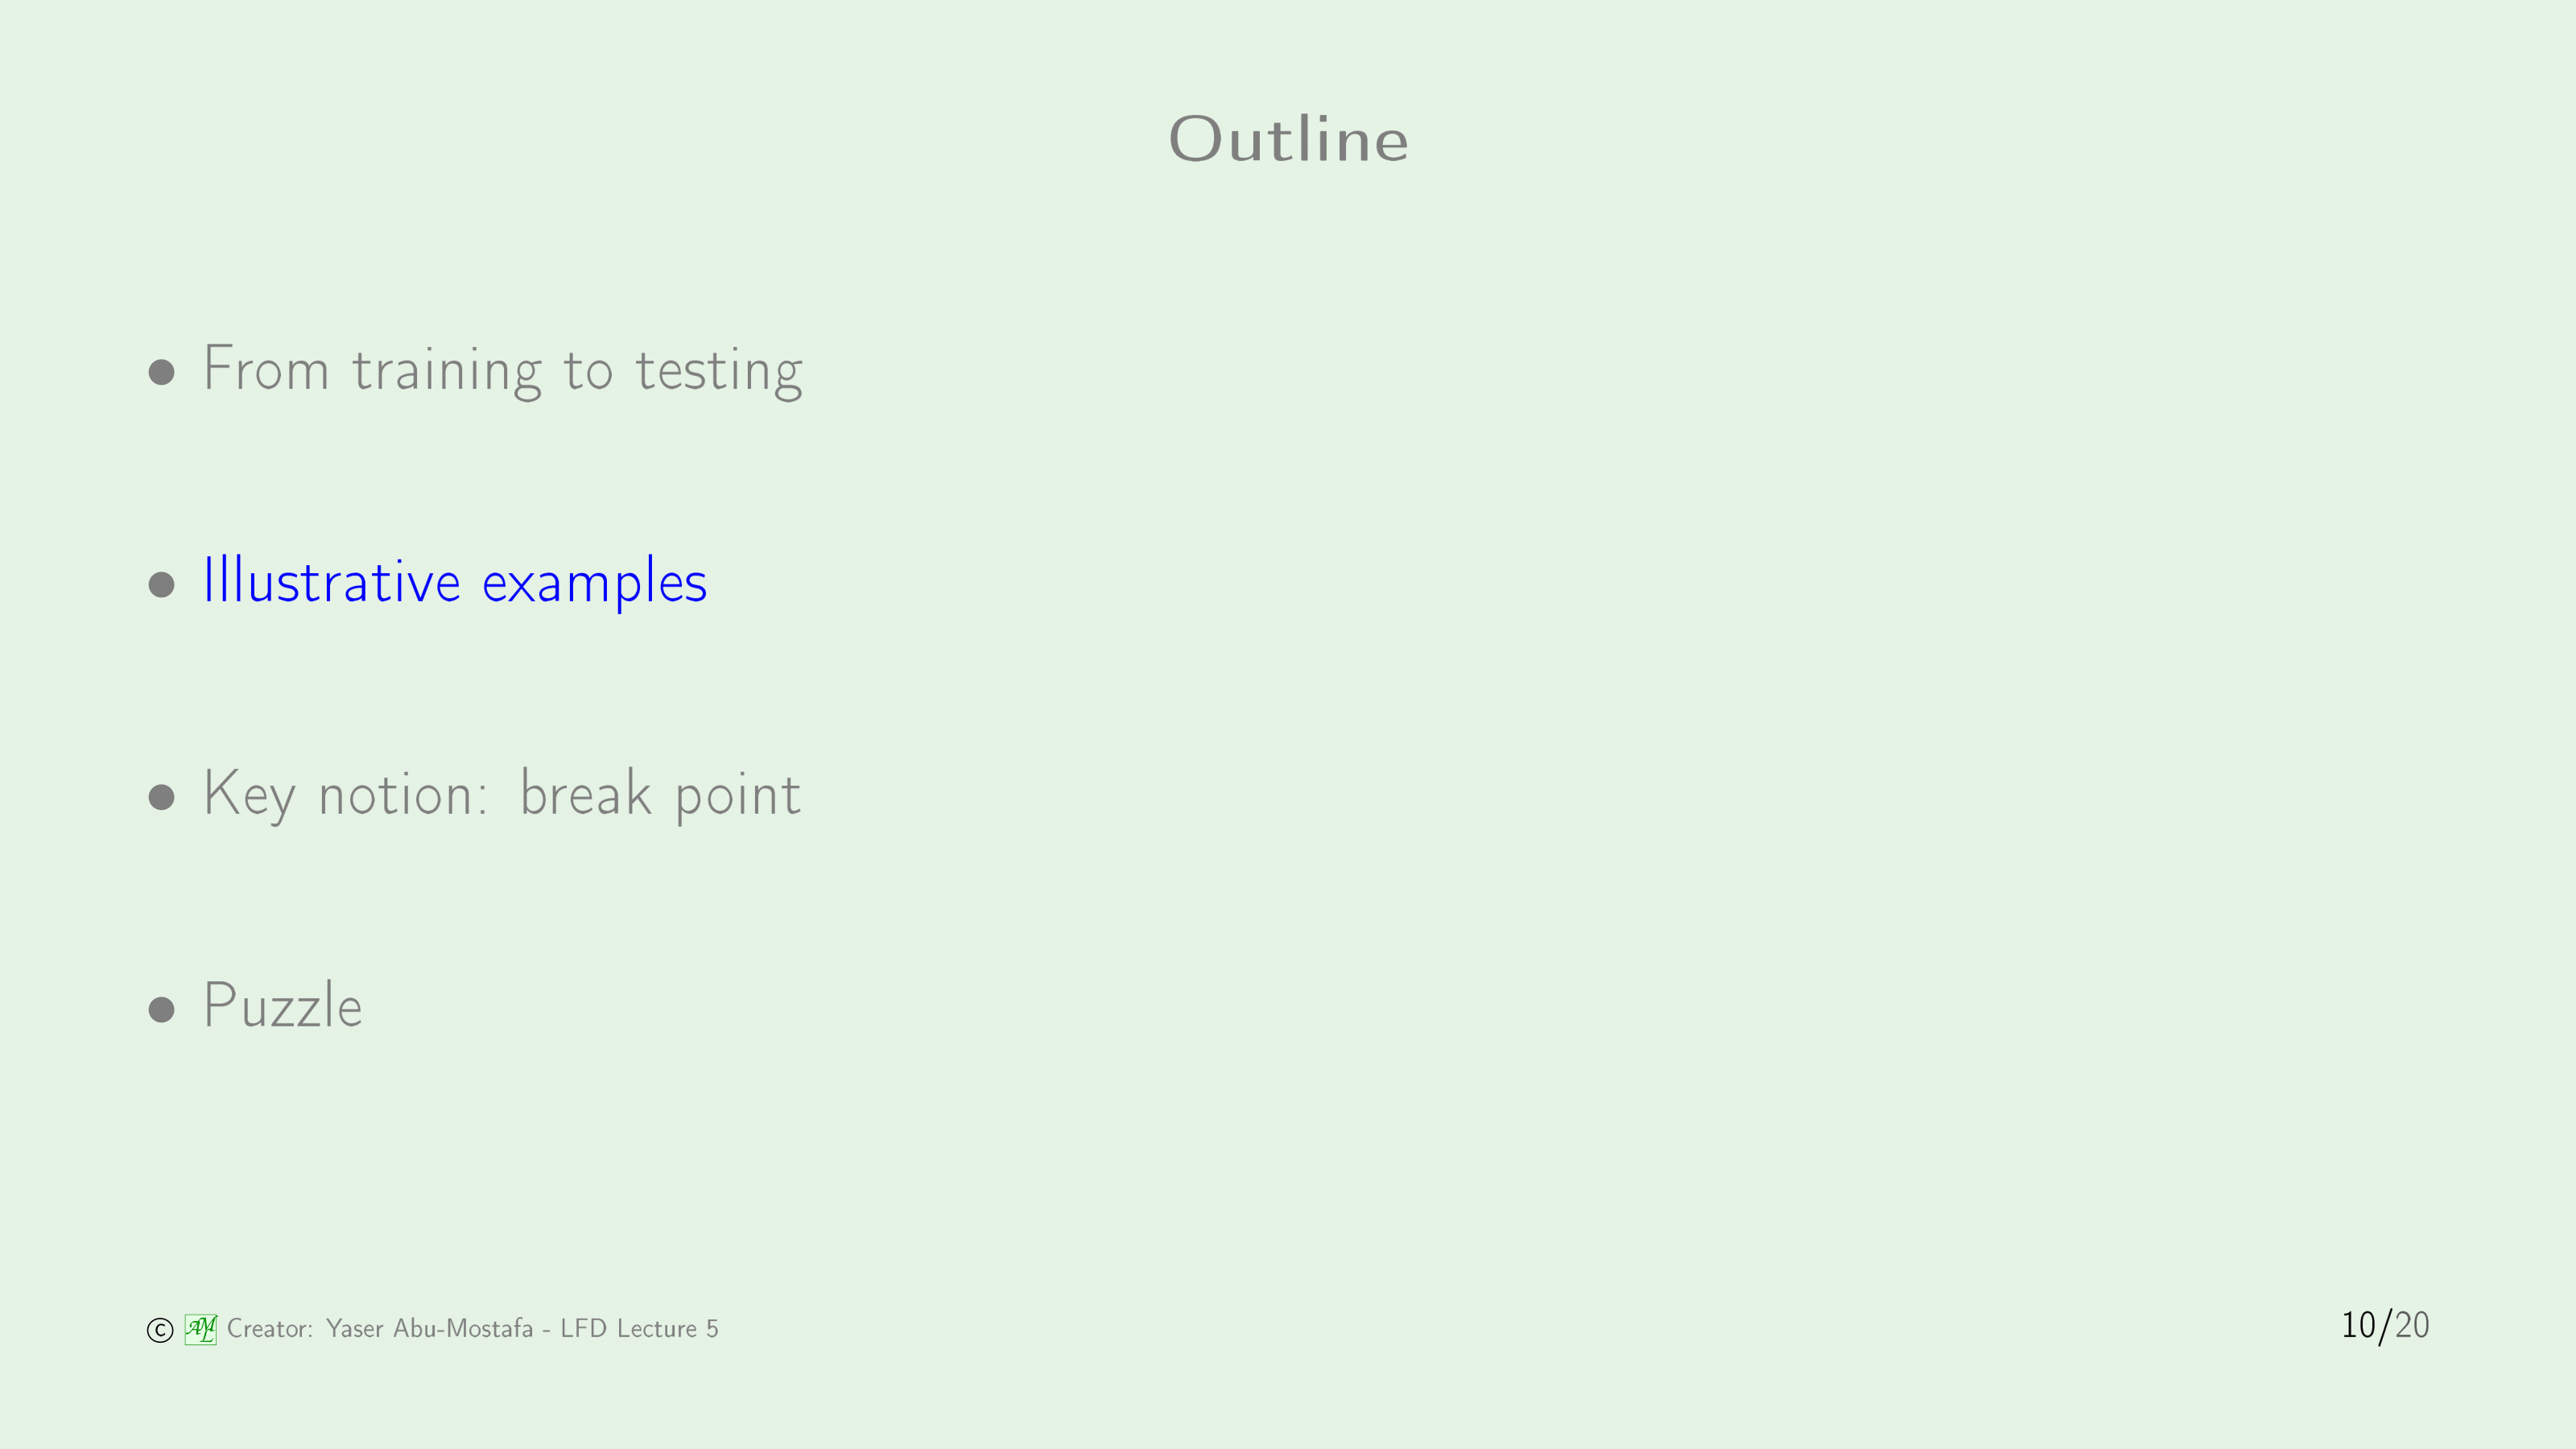 Outline
• From training to testing
• Illustrative examples
• Key notion: break point
• Puzzle
© AML Creator: Yaser Abu-Mostafa - LFD Lecture 5
10/20